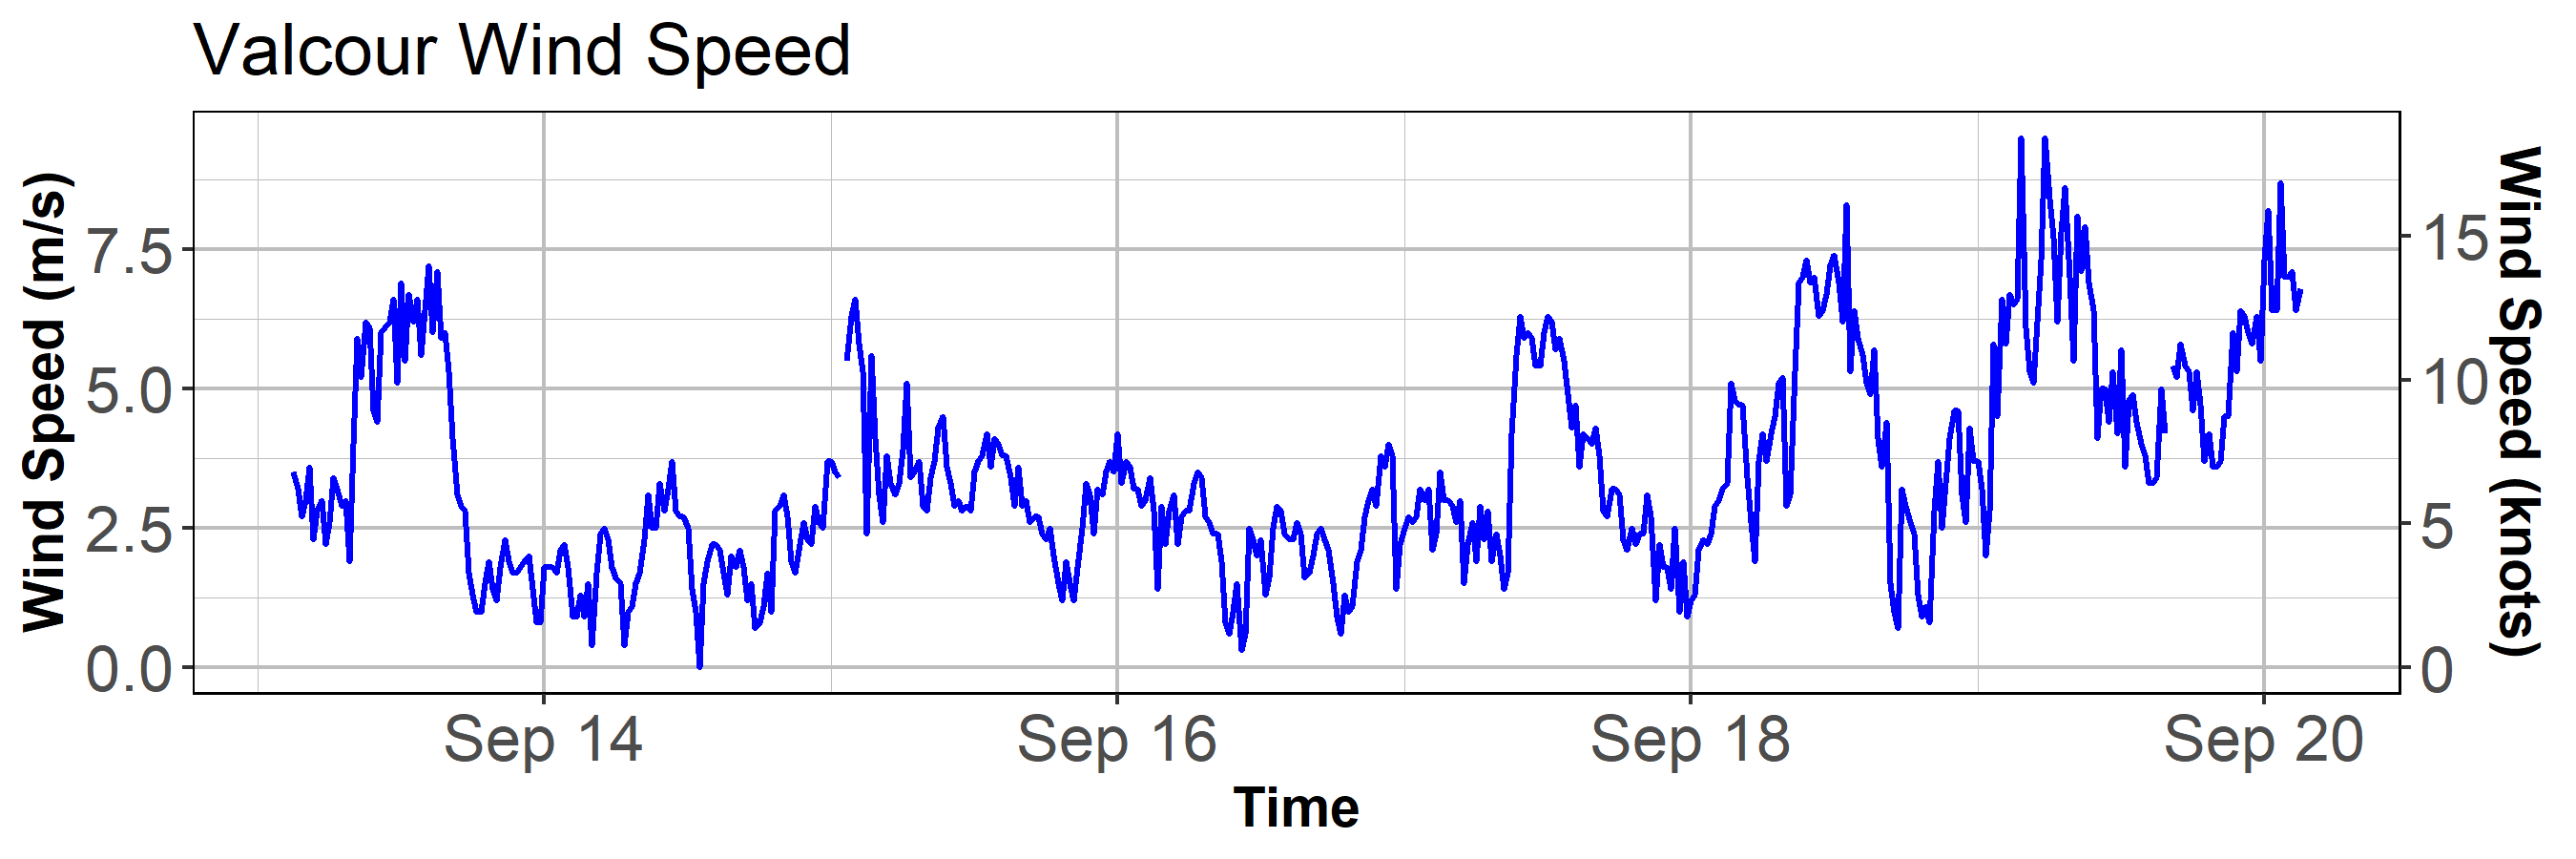 Valcour Wind Speed
Wind Speed (m/s)
7.5
5.0
2.5
0.0
15
10
5
0
Wind Speed (knots)
Sep 14
Sep 16
Sep 18
Sep 20
Time